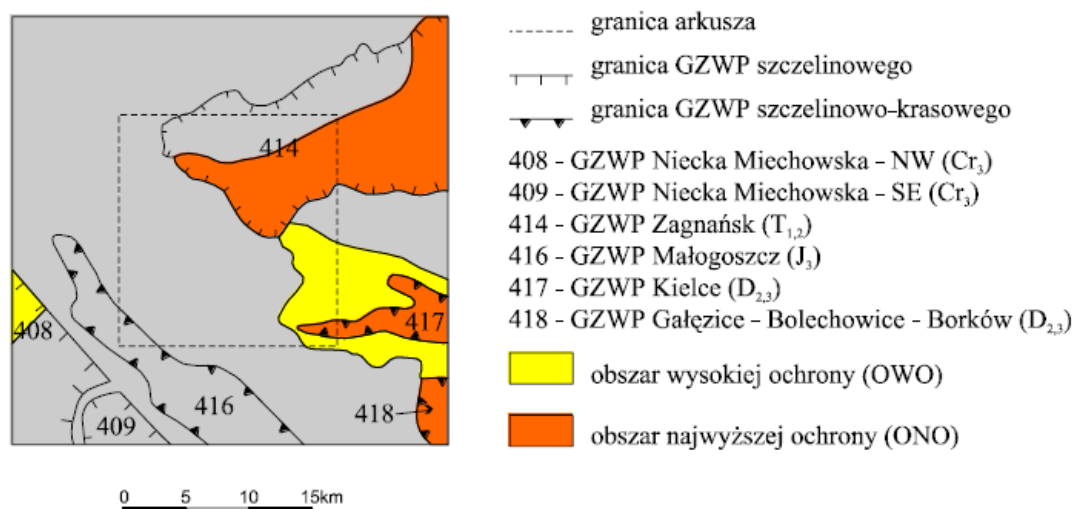 414
408
416
409
417
418
0 5 10 15km
granica arkusza
granica GZWP szczelinowego
granica GZWP szczelinowo-krasowego
408 - GZWP Niecka Miechowska - NW (Cr₃)
409 - GZWP Niecka Miechowska - SE (Cr₃)
414 - GZWP Zagnańsk (T₁,₂)
416 - GZWP Małogoszcz (J₃)
417 - GZWP Kielce (D₂,₃)
418 - GZWP Gałęzice - Bolechowice - Borków (D₂,₃)
obszar wysokiej ochrony (OWO)
obszar najwyższej ochrony (ONO)